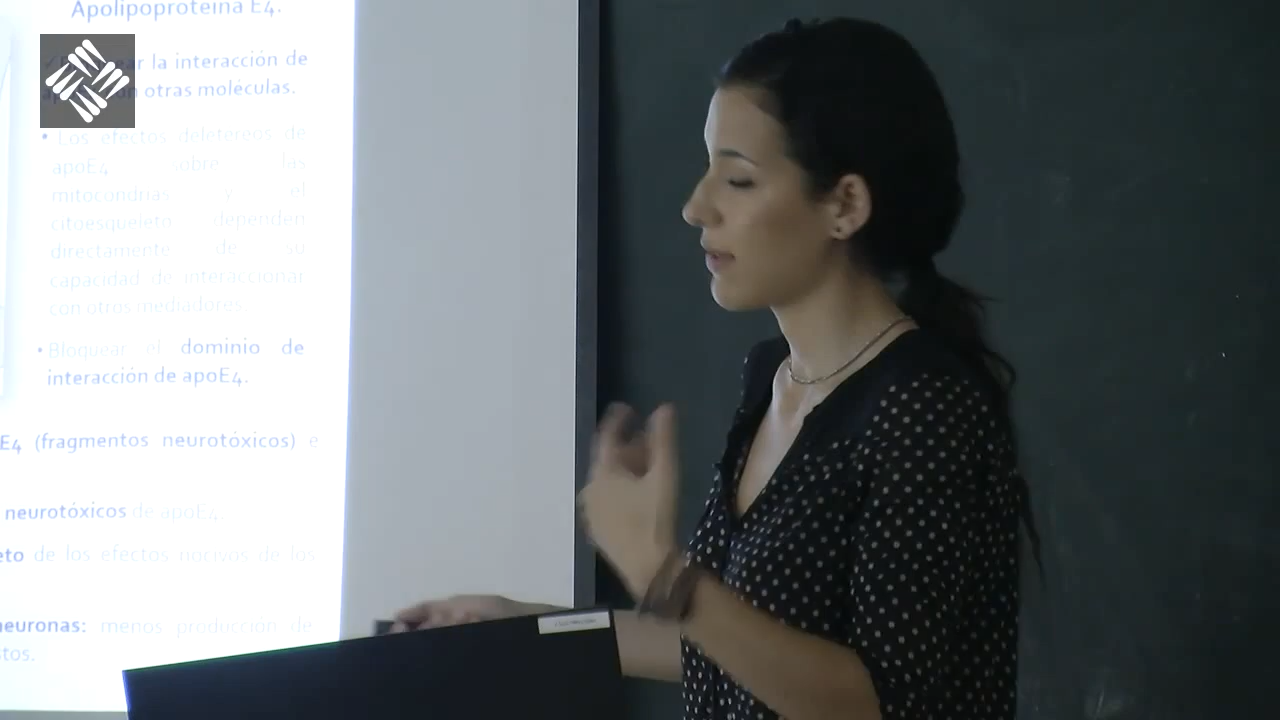 Apolipoproteína E4.
la interacción de
otras moléculas.
• Los efectos deletéreos de
apoE4 sobre las
mitocondrias y el
citoesqueleto dependen
directamente de su
capacidad de interaccionar
con otros mediadores.
• Bloquear el dominio de
interacción de apoE4.
E4 (fragmentos neurotóxicos) e
neurotóxicos de apoE4.
eto de los efectos nocivos de los
neuronas: menos producción de
stos.